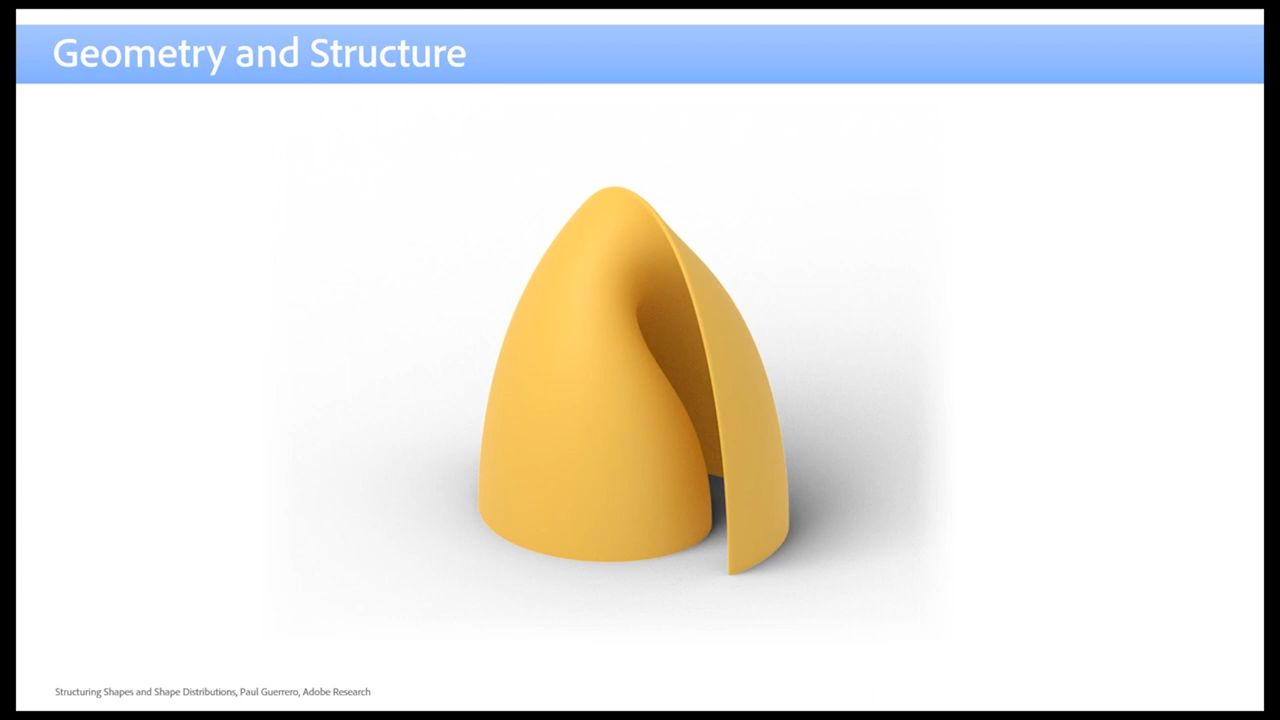 Geometry and Structure
Structuring Shapes and Shape Distributions, Paul Guerrero, Adobe Research